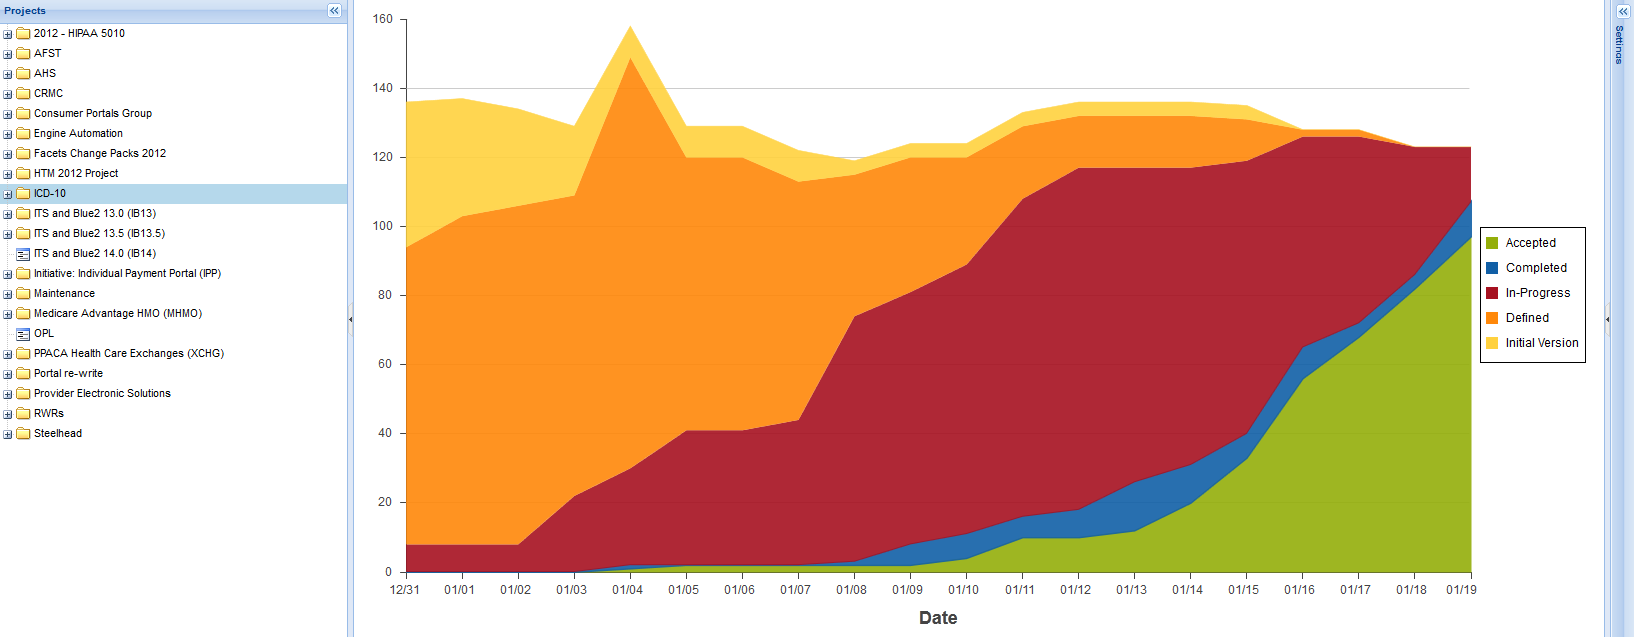 Projects
2012 - HIPAA 5010
AFST
AHS
CRMC
Consumer Portals Group
Engine Automation
Facets Change Packs 2012
HTM 2012 Project
ICD-10
ITS and Blue2 13.0 (IB13)
ITS and Blue2 13.5 (IB13.5)
ITS and Blue2 14.0 (IB14)
Initiative: Individual Payment Portal (IPP)
Maintenance
Medicare Advantage HMO (MHMO)
OPL
PPACA Health Care Exchanges (XCHG)
Portal re-write
Provider Electronic Solutions
RWRs
Steelhead
160
140
120
100
80
60
40
20
0
12/31 01/01 01/02 01/03 01/04 01/05 01/06 01/07 01/08 01/09 01/10 01/11 01/12 01/13 01/14 01/15 01/16 01/17 01/18 01/19
Date
Accepted
Completed
In-Progress
Defined
Initial Version
Settings